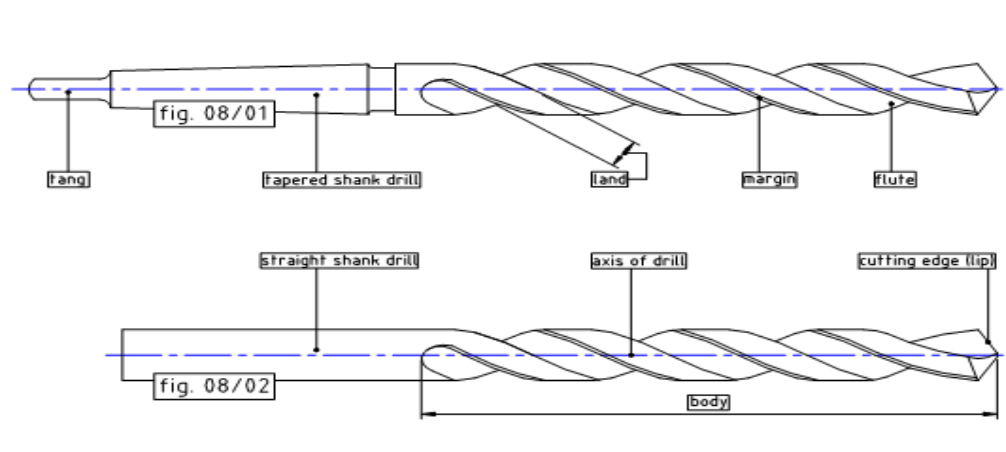 fig. 08/01
tang
tapered shank drill
land
margin
flute
straight shank drill
axis of drill
cutting edge (lip)
fig. 08/02
body